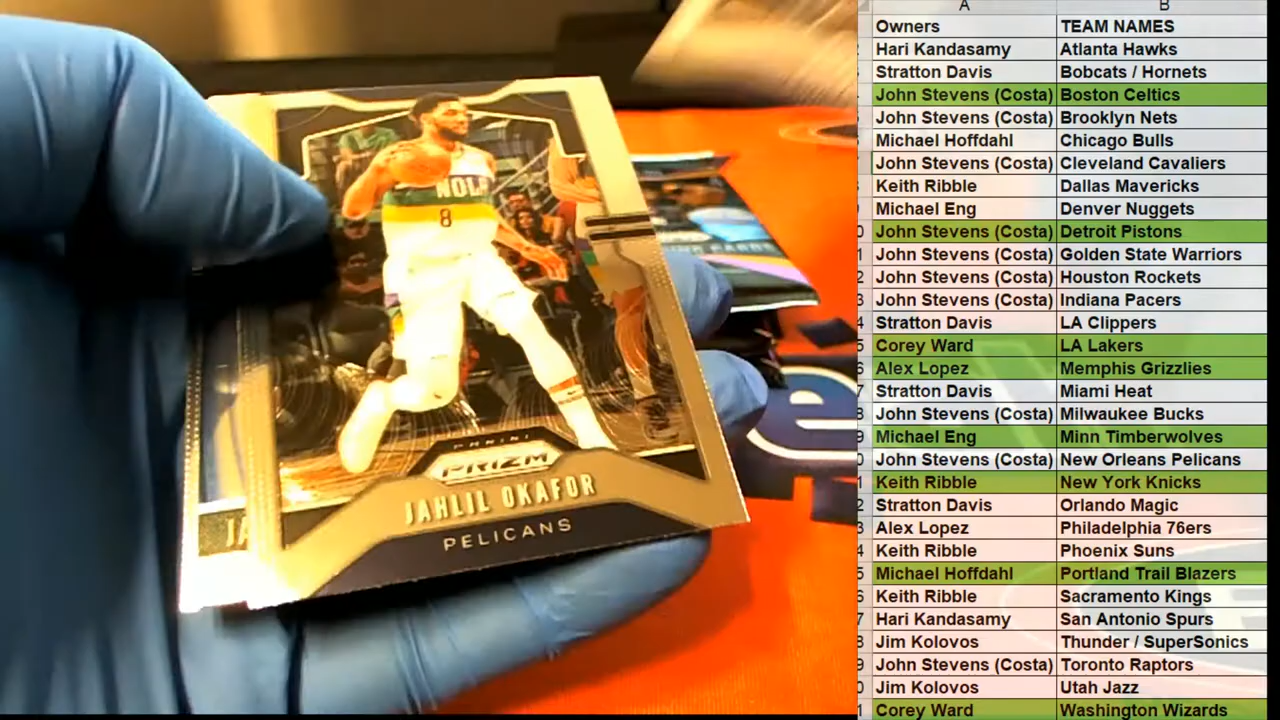 NOLA
8
PANINI
PRIZM
JAHLIL OKAFOR
PELICANS
JA
e
A B
Owners TEAM NAMES
Hari Kandasamy Atlanta Hawks
Stratton Davis Bobcats / Hornets
John Stevens (Costa) Boston Celtics
John Stevens (Costa) Brooklyn Nets
Michael Hoffdahl Chicago Bulls
John Stevens (Costa) Cleveland Cavaliers
Keith Ribble Dallas Mavericks
Michael Eng Denver Nuggets
John Stevens (Costa) Detroit Pistons
John Stevens (Costa) Golden State Warriors
John Stevens (Costa) Houston Rockets
John Stevens (Costa) Indiana Pacers
Stratton Davis LA Clippers
Corey Ward LA Lakers
Alex Lopez Memphis Grizzlies
Stratton Davis Miami Heat
John Stevens (Costa) Milwaukee Bucks
Michael Eng Minn Timberwolves
John Stevens (Costa) New Orleans Pelicans
Keith Ribble New York Knicks
Stratton Davis Orlando Magic
Alex Lopez Philadelphia 76ers
Keith Ribble Phoenix Suns
Michael Hoffdahl Portland Trail Blazers
Keith Ribble Sacramento Kings
Hari Kandasamy San Antonio Spurs
Jim Kolovos Thunder / SuperSonics
John Stevens (Costa) Toronto Raptors
Jim Kolovos Utah Jazz
Corey Ward Washington Wizards